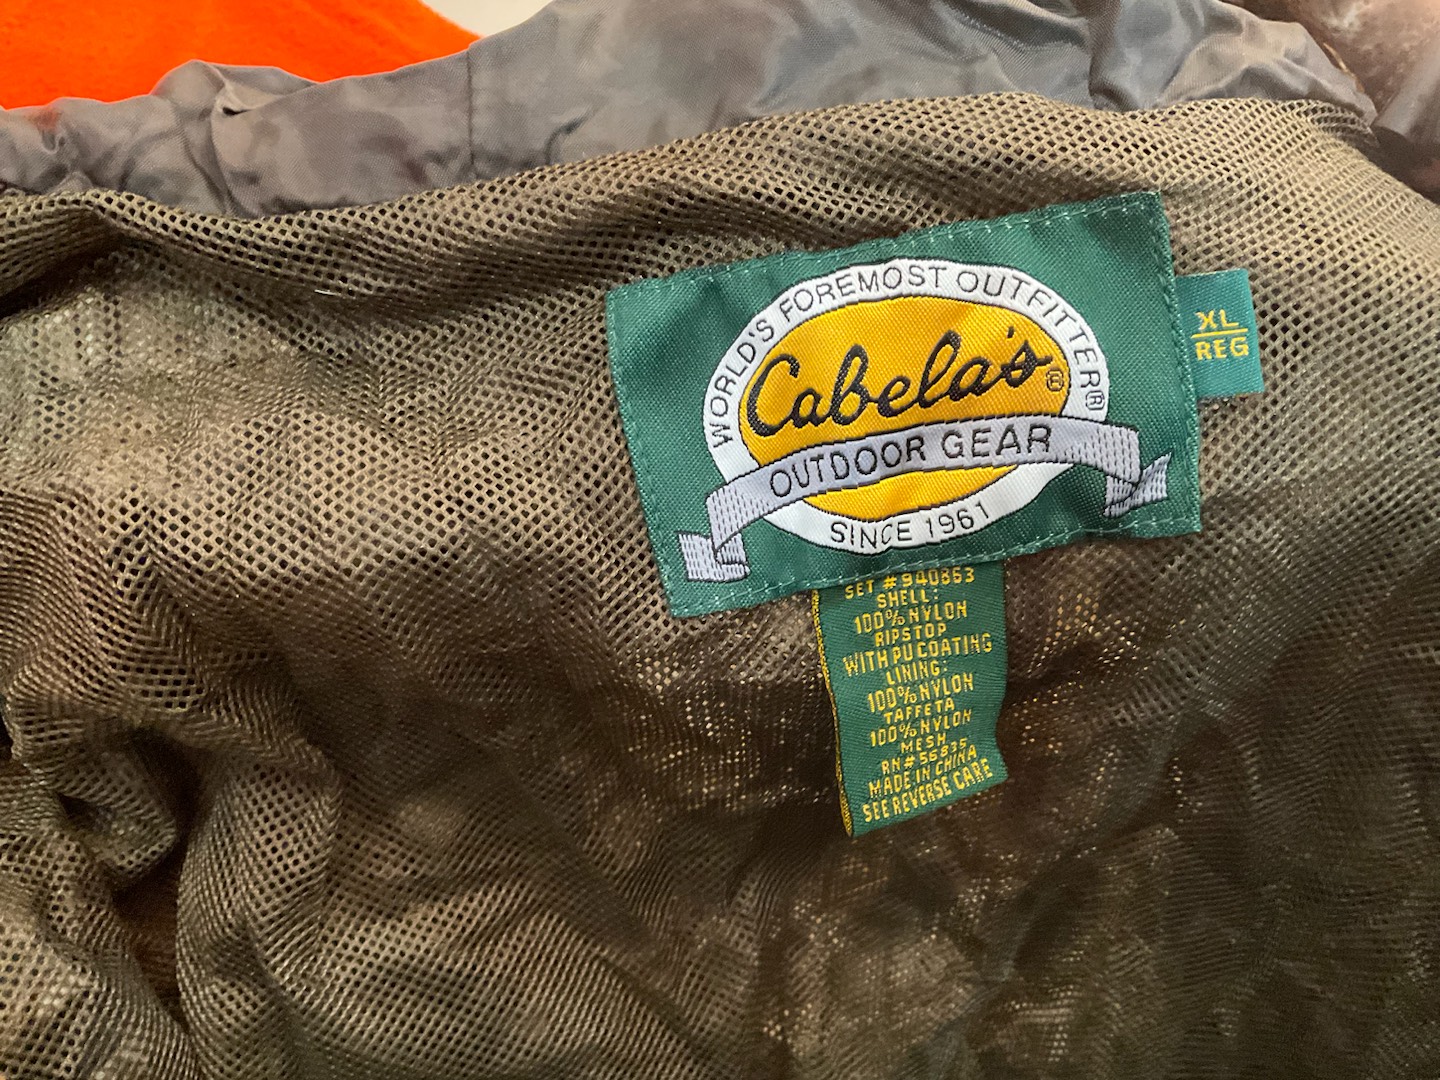 WORLD'S FOREMOST OUTFITTER®
Cabela's®
OUTDOOR GEAR
SINCE 1961
XL
REG
SET #940863
SHELL:
100% NYLON
RIPSTOP
WITH PU COATING
LINING:
100% NYLON
TAFFETA
100% NYLON
MESH
RN# 56835
MADE IN CHINA
SEE REVERSE CARE